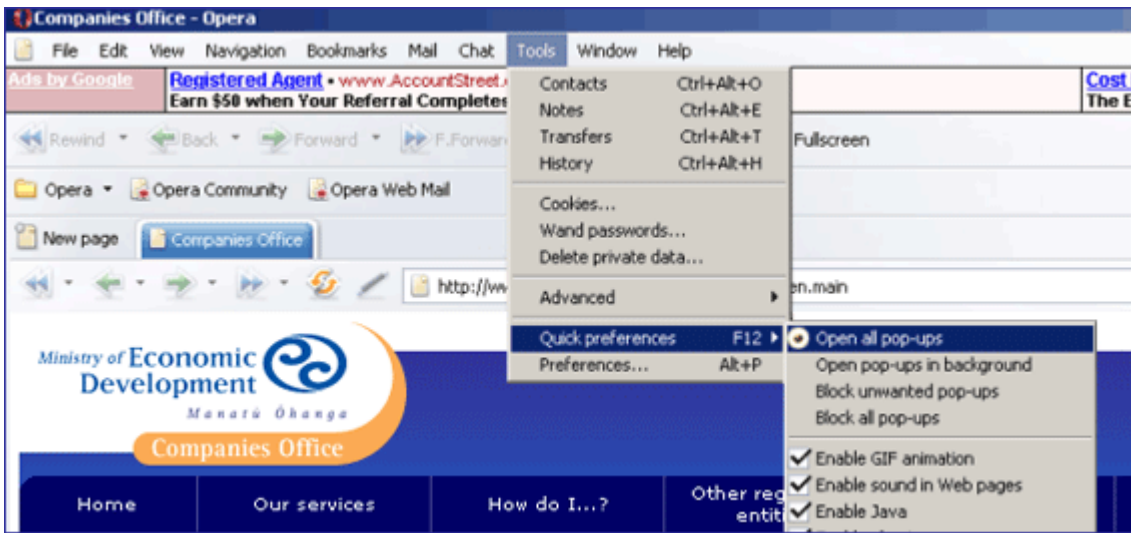 Companies Office - Opera
File Edit View Navigation Bookmarks Mail Chat Tools Window Help
Ads by Google
Registered Agent • www.AccountStreet.
Earn $50 when Your Referral Completes
Cost
The
Contacts Ctrl+Alt+O
Notes Ctrl+Alt+E
Transfers Ctrl+Alt+T
History Ctrl+Alt+H
Cookies...
Wand passwords...
Delete private data...
Advanced
Quick preferences F12
Preferences... Alt+P
Rewind Back Forward F.Forward Fullscreen
Opera Opera Community Opera Web Mail
New page Companies Office
http://ww en.main
Open all pop-ups
Open pop-ups in background
Block unwanted pop-ups
Block all pop-ups
Enable GIF animation
Enable sound in Web pages
Enable Java
Ministry of Economic
Development
Manatū Ōhanga
Companies Office
Home Our services How do I...? Other reg
entiti